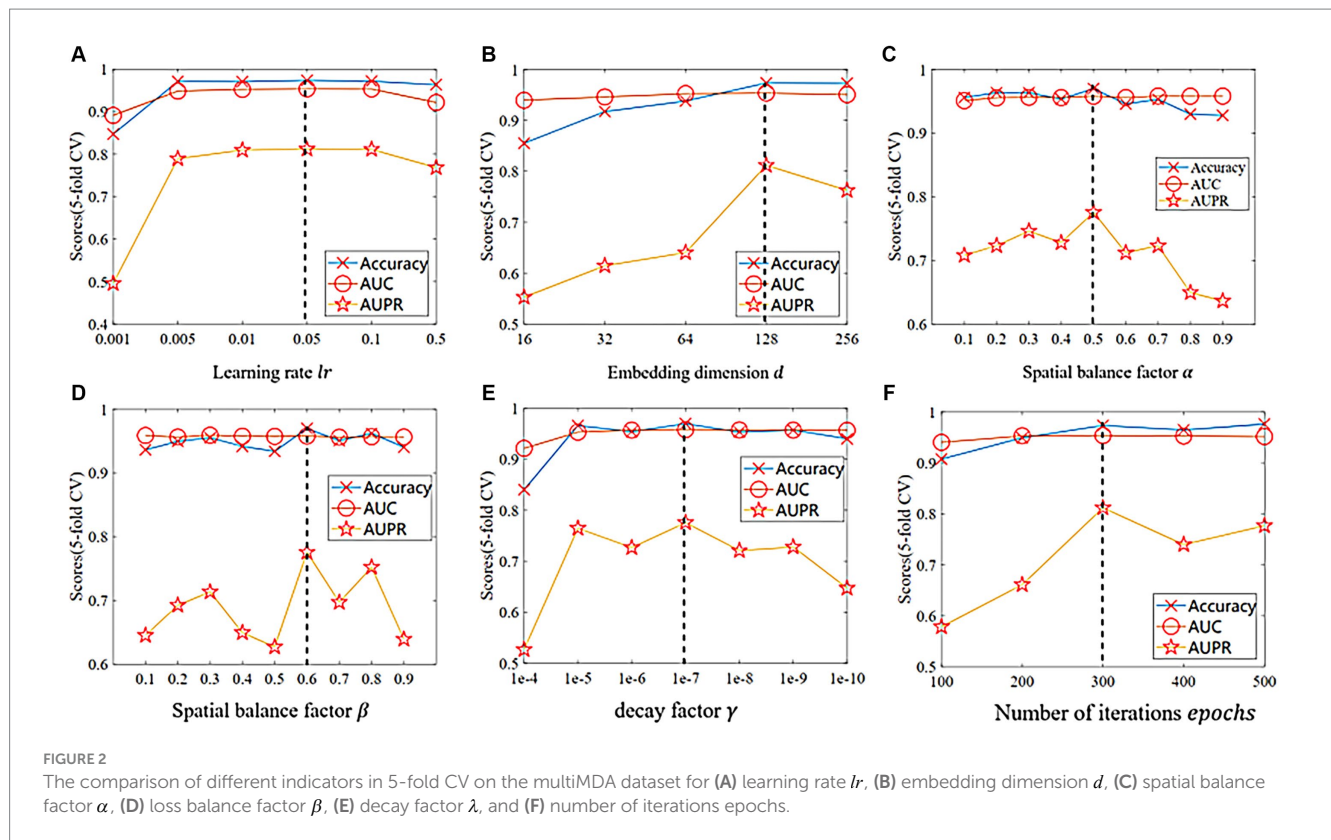 A
Scores(5-fold CV)
1
0.9
0.8
0.7
0.6
0.5
0.4
0.001 0.005 0.01 0.05 0.1 0.5
Accuracy
AUC
AUPR
Learning rate lr
B
Scores(5-fold CV)
1
0.9
0.8
0.7
0.6
0.5
16 32 64 128 256
Accuracy
AUC
AUPR
Embedding dimension d
C
Scores(5-fold CV)
1
0.9
0.8
0.7
0.6
0.1 0.2 0.3 0.4 0.5 0.6 0.7 0.8 0.9
Accuracy
AUC
AUPR
Spatial balance factor α
D
Scores(5-fold CV)
1
0.9
0.8
0.7
0.6
0.1 0.2 0.3 0.4 0.5 0.6 0.7 0.8 0.9
Accuracy
AUC
AUPR
Spatial balance factor β
E
Scores(5-fold CV)
1
0.9
0.8
0.7
0.6
0.5
1e-4 1e-5 1e-6 1e-7 1e-8 1e-9 1e-10
Accuracy
AUC
AUPR
decay factor γ
F
Scores(5-fold CV)
1
0.9
0.8
0.7
0.6
0.5
100 200 300 400 500
Accuracy
AUC
AUPR
Number of iterations epochs
FIGURE 2
The comparison of different indicators in 5-fold CV on the multiMDA dataset for (A) learning rate lr, (B) embedding dimension d, (C) spatial balance
factor α, (D) loss balance factor β, (E) decay factor λ, and (F) number of iterations epochs.